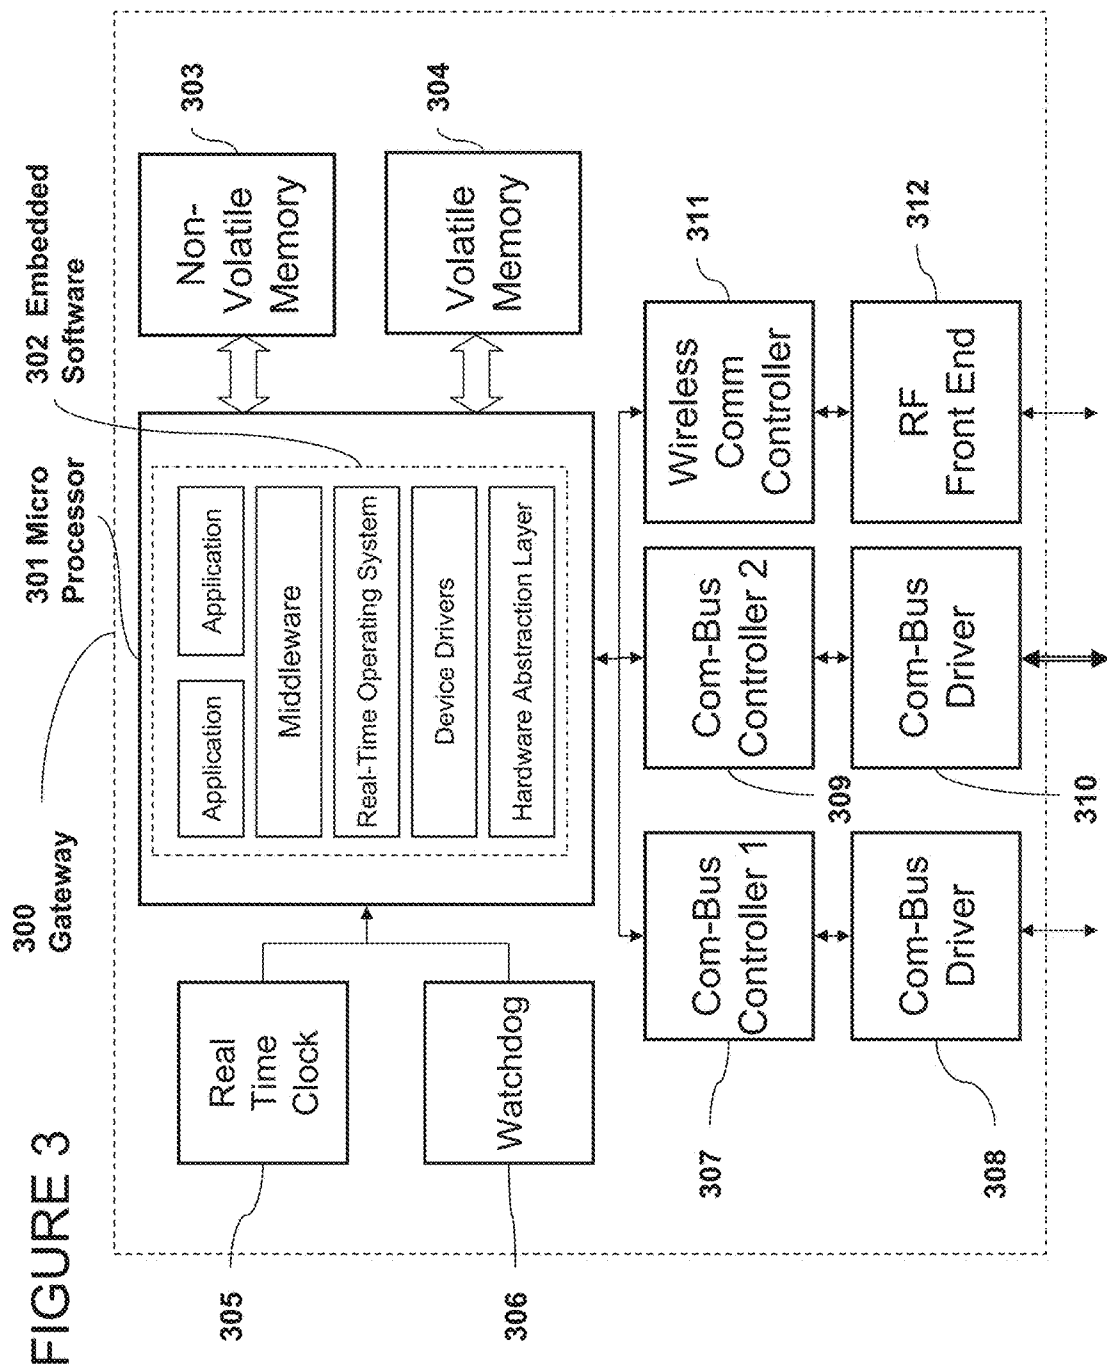 FIGURE 3
300
Gateway
301 Micro
Processor
302 Embedded
Software
305
Real
Time
Clock
306
Watchdog
Application
Application
Middleware
Real-Time Operating System
Device Drivers
Hardware Abstraction Layer
303
Non-
Volatile
Memory
304
Volatile
Memory
307
Com-Bus
Controller 1
309
Com-Bus
Controller 2
311
Wireless
Comm
Controller
308
Com-Bus
Driver
310
Com-Bus
Driver
312
RF
Front End